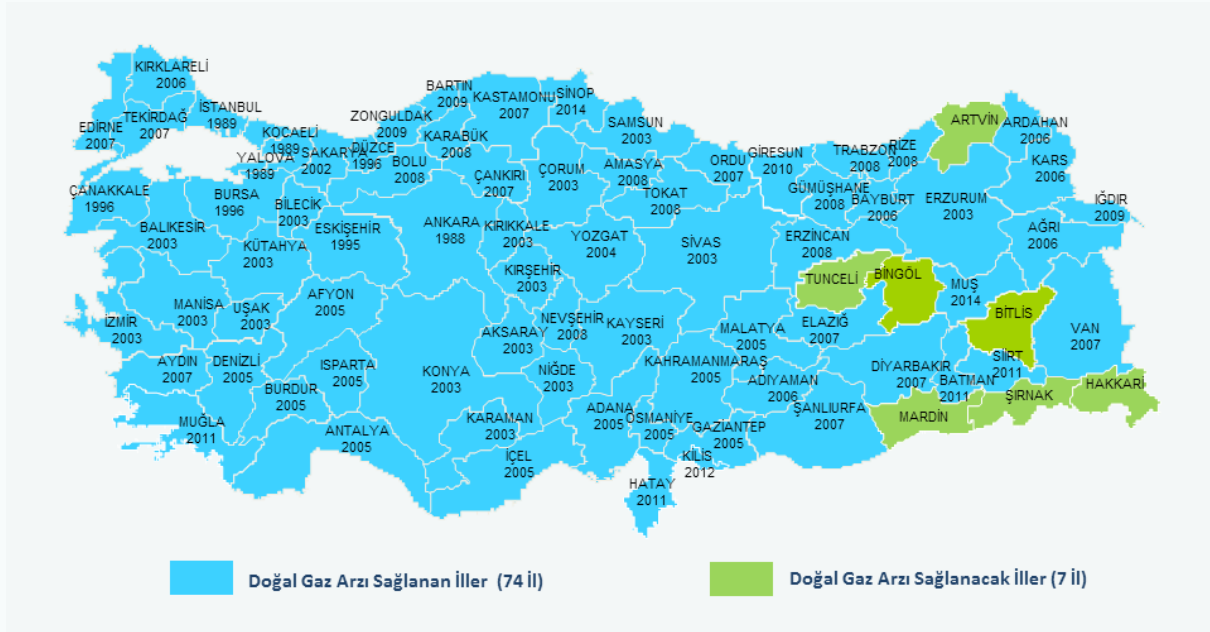 KIRKLARELİ
2006
İSTANBUL
1989
TEKİRDAĞ
2007
EDİRNE
2007
KOCAELİ
1989
YALOVA
1989
SAKARYA
2002
DÜZCE
1996
ZONGULDAK
2009
BARTIN
2009
KASTAMONU
2007
SİNOP
2014
SAMSUN
2003
KARABÜK
2008
BOLU
2008
ÇANKIRI
2007
ÇORUM
2003
AMASYA
2008
TOKAT
2008
ORDU
2007
GİRESUN
2010
TRABZON
2008
RİZE
2008
ARTVİN
ARDAHAN
2006
KARS
2006
IĞDIR
2009
GÜMÜŞHANE
2008
BAYBURT
2006
ERZURUM
2003
AĞRI
2006
ÇANAKKALE
1996
BURSA
1996
BİLECİK
2003
BALIKESİR
2003
KÜTAHYA
2003
ESKİŞEHİR
1995
ANKARA
1988
KIRIKKALE
2003
YOZGAT
2004
SİVAS
2003
ERZİNCAN
2008
TUNCELİ
BİNGÖL
MUŞ
2014
BİTLİS
VAN
2007
KIRŞEHİR
2003
MANİSA
2003
UŞAK
2003
AFYON
2005
İZMİR
2003
AKSARAY
2003
NEVŞEHİR
2008
KAYSERİ
2003
MALATYA
2005
ELAZIĞ
2007
AYDIN
2007
DENİZLİ
2005
ISPARTA
2005
BURDUR
2005
KONYA
2003
NİĞDE
2003
KAHRAMANMARAŞ
2005
ADIYAMAN
2006
DİYARBAKIR
2007
BATMAN
2011
SİİRT
2011
ŞIRNAK
HAKKARİ
MARDİN
MUĞLA
2011
ANTALYA
2005
KARAMAN
2003
İÇEL
2005
ADANA
2005
OSMANİYE
2005
GAZİANTEP
2005
ŞANLIURFA
2007
KİLİS
2012
HATAY
2011
Doğal Gaz Arzı Sağlanan İller (74 İl)
Doğal Gaz Arzı Sağlanacak İller (7 İl)